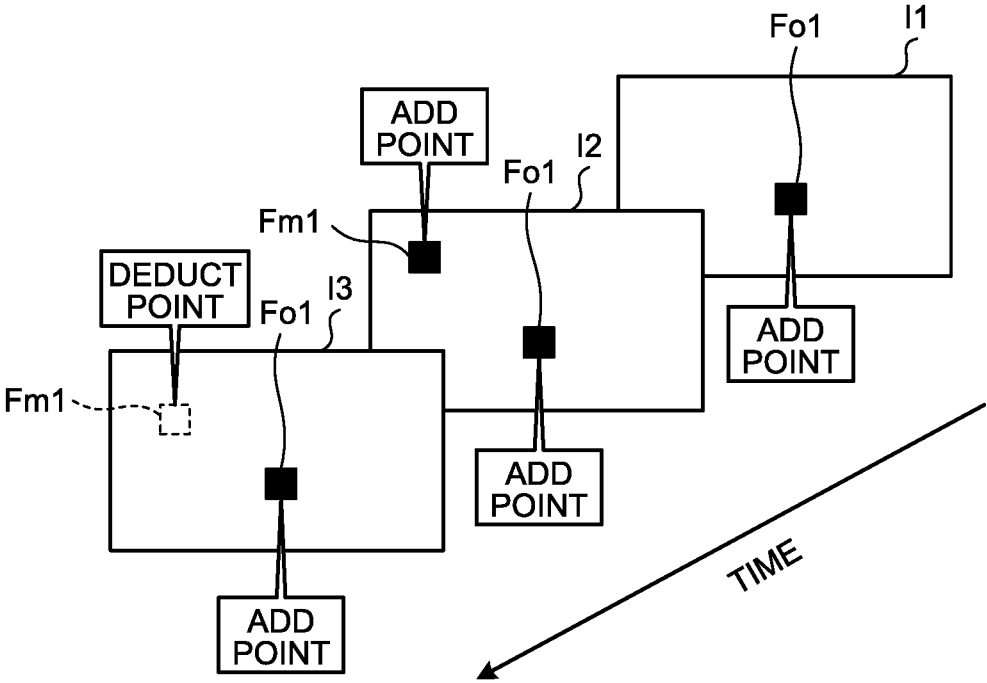 Fo1
I1
ADD
POINT
Fo1
I2
Fm1
DEDUCT
POINT
Fo1
I3
ADD
POINT
Fm1
ADD
POINT
TIME
ADD
POINT